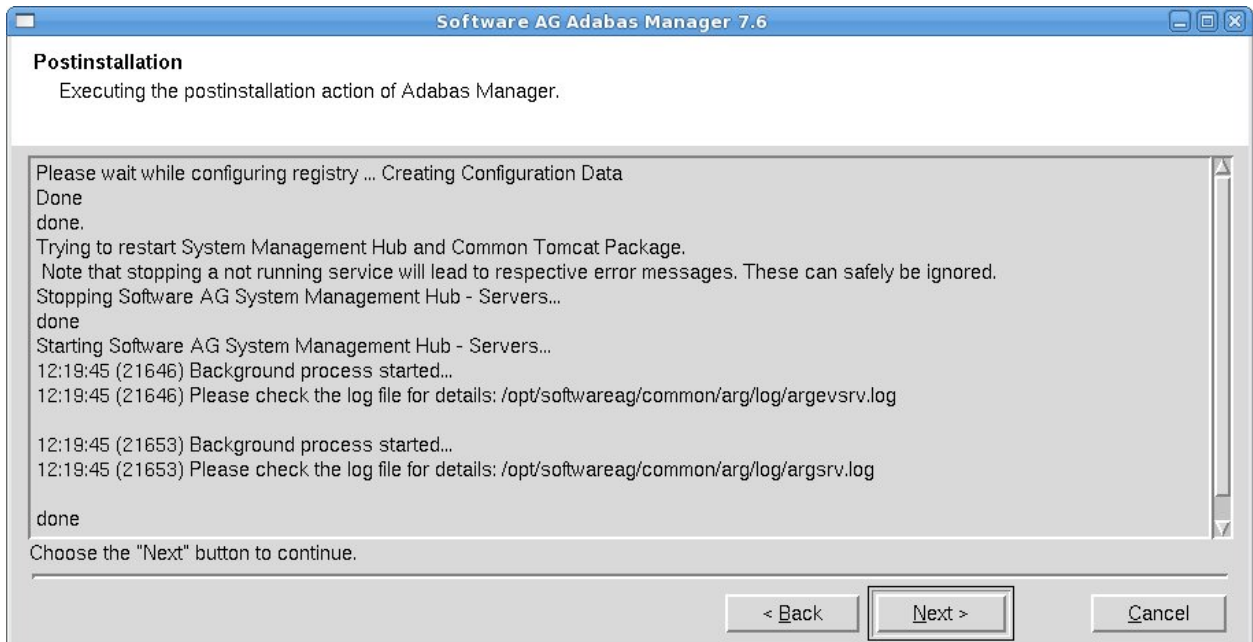 Software AG Adabas Manager 7.6
Postinstallation
Executing the postinstallation action of Adabas Manager.
Please wait while configuring registry ... Creating Configuration Data
Done
done.
Trying to restart System Management Hub and Common Tomcat Package.
Note that stopping a not running service will lead to respective error messages. These can safely be ignored.
Stopping Software AG System Management Hub - Servers...
done
Starting Software AG System Management Hub - Servers...
12:19:45 (21646) Background process started...
12:19:45 (21646) Please check the log file for details: /opt/softwareag/common/arg/log/argevsrv.log
12:19:45 (21653) Background process started...
12:19:45 (21653) Please check the log file for details: /opt/softwareag/common/arg/log/argsrv.log
done
Choose the "Next" button to continue.
< Back Next > Cancel